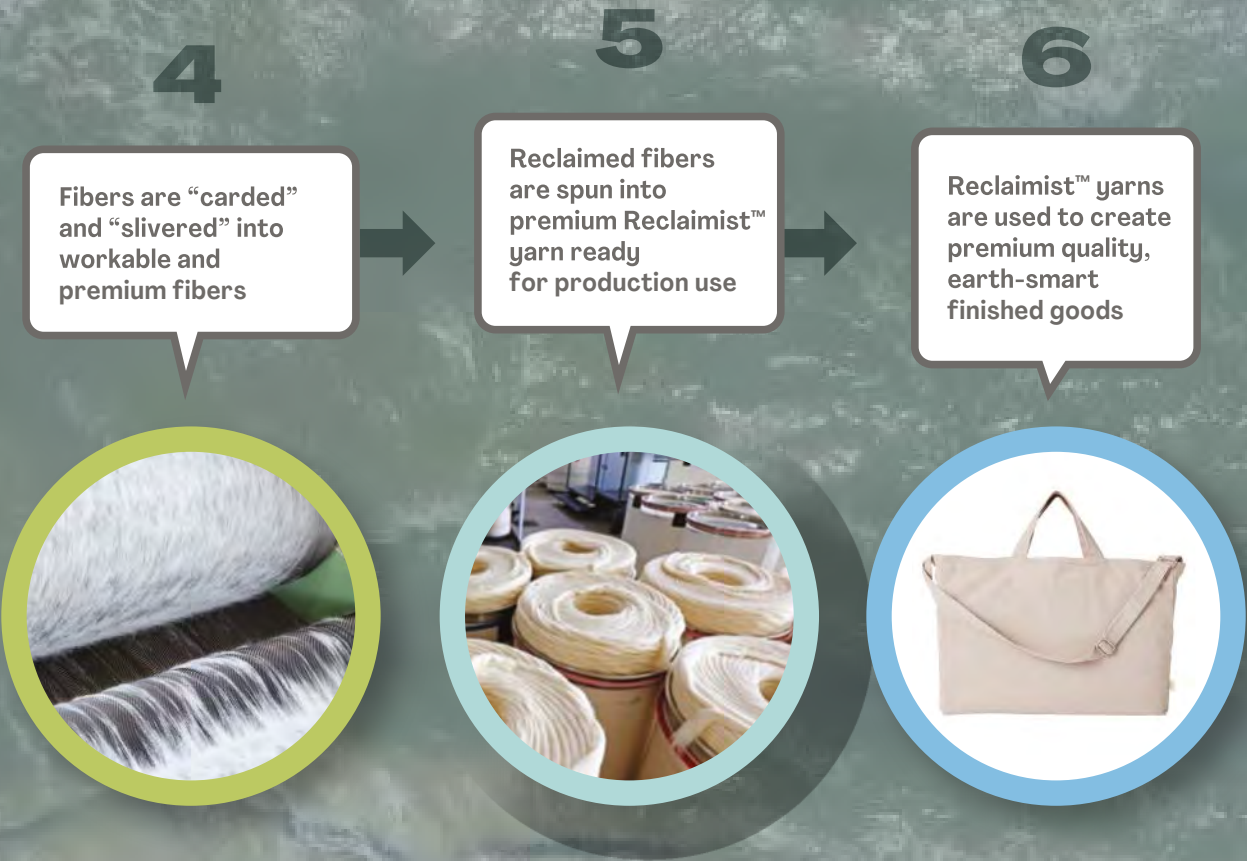 4
Fibers are “carded”
and “slivered” into
workable and
premium fibers
5
Reclaimed fibers
are spun into
premium Reclaimist™
yarn ready
for production use
6
Reclaimist™ yarns
are used to create
premium quality,
earth-smart
finished goods